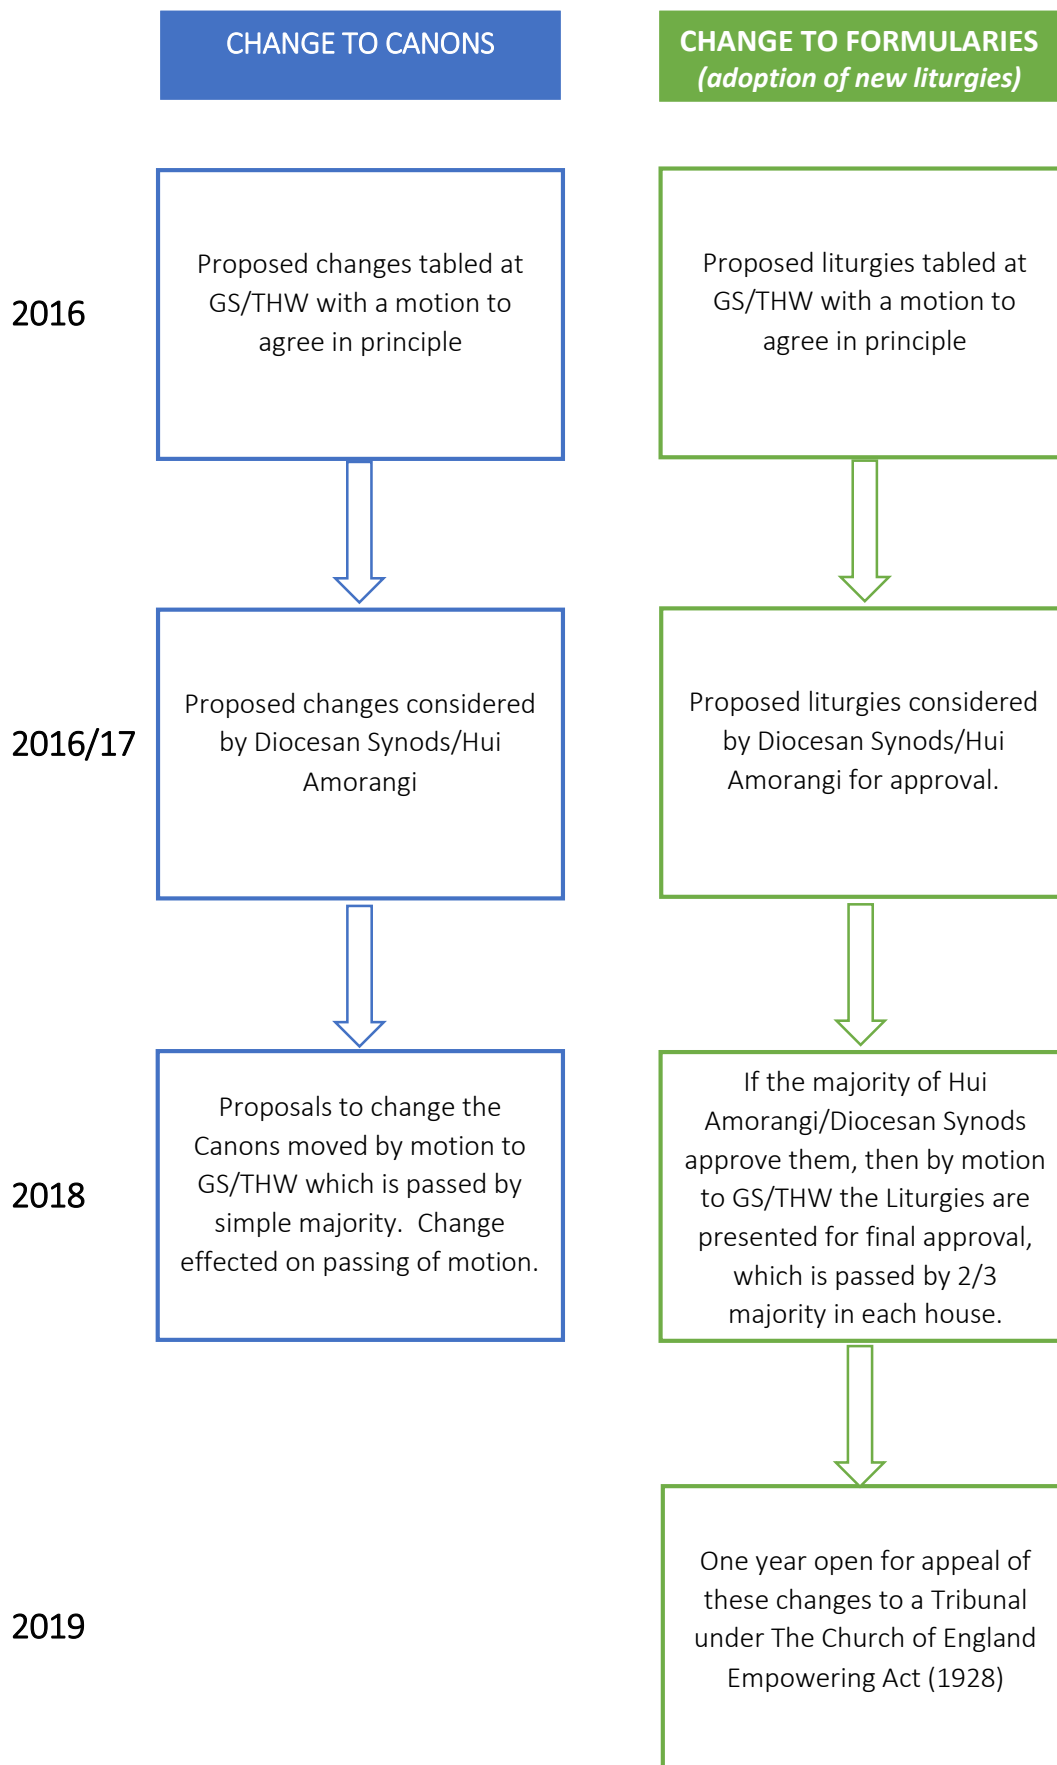 CHANGE TO CANONS
CHANGE TO FORMULARIES
(adoption of new liturgies)
2016
Proposed changes tabled at
GS/THW with a motion to
agree in principle
Proposed liturgies tabled at
GS/THW with a motion to
agree in principle
2016/17
Proposed changes considered
by Diocesan Synods/Hui
Amorangi
Proposed liturgies considered
by Diocesan Synods/Hui
Amorangi for approval.
2018
Proposals to change the
Canons moved by motion to
GS/THW which is passed by
simple majority.  Change
effected on passing of motion.
If the majority of Hui
Amorangi/Diocesan Synods
approve them, then by motion
to GS/THW the Liturgies are
presented for final approval,
which is passed by 2/3
majority in each house.
2019
One year open for appeal of
these changes to a Tribunal
under The Church of England
Empowering Act (1928)